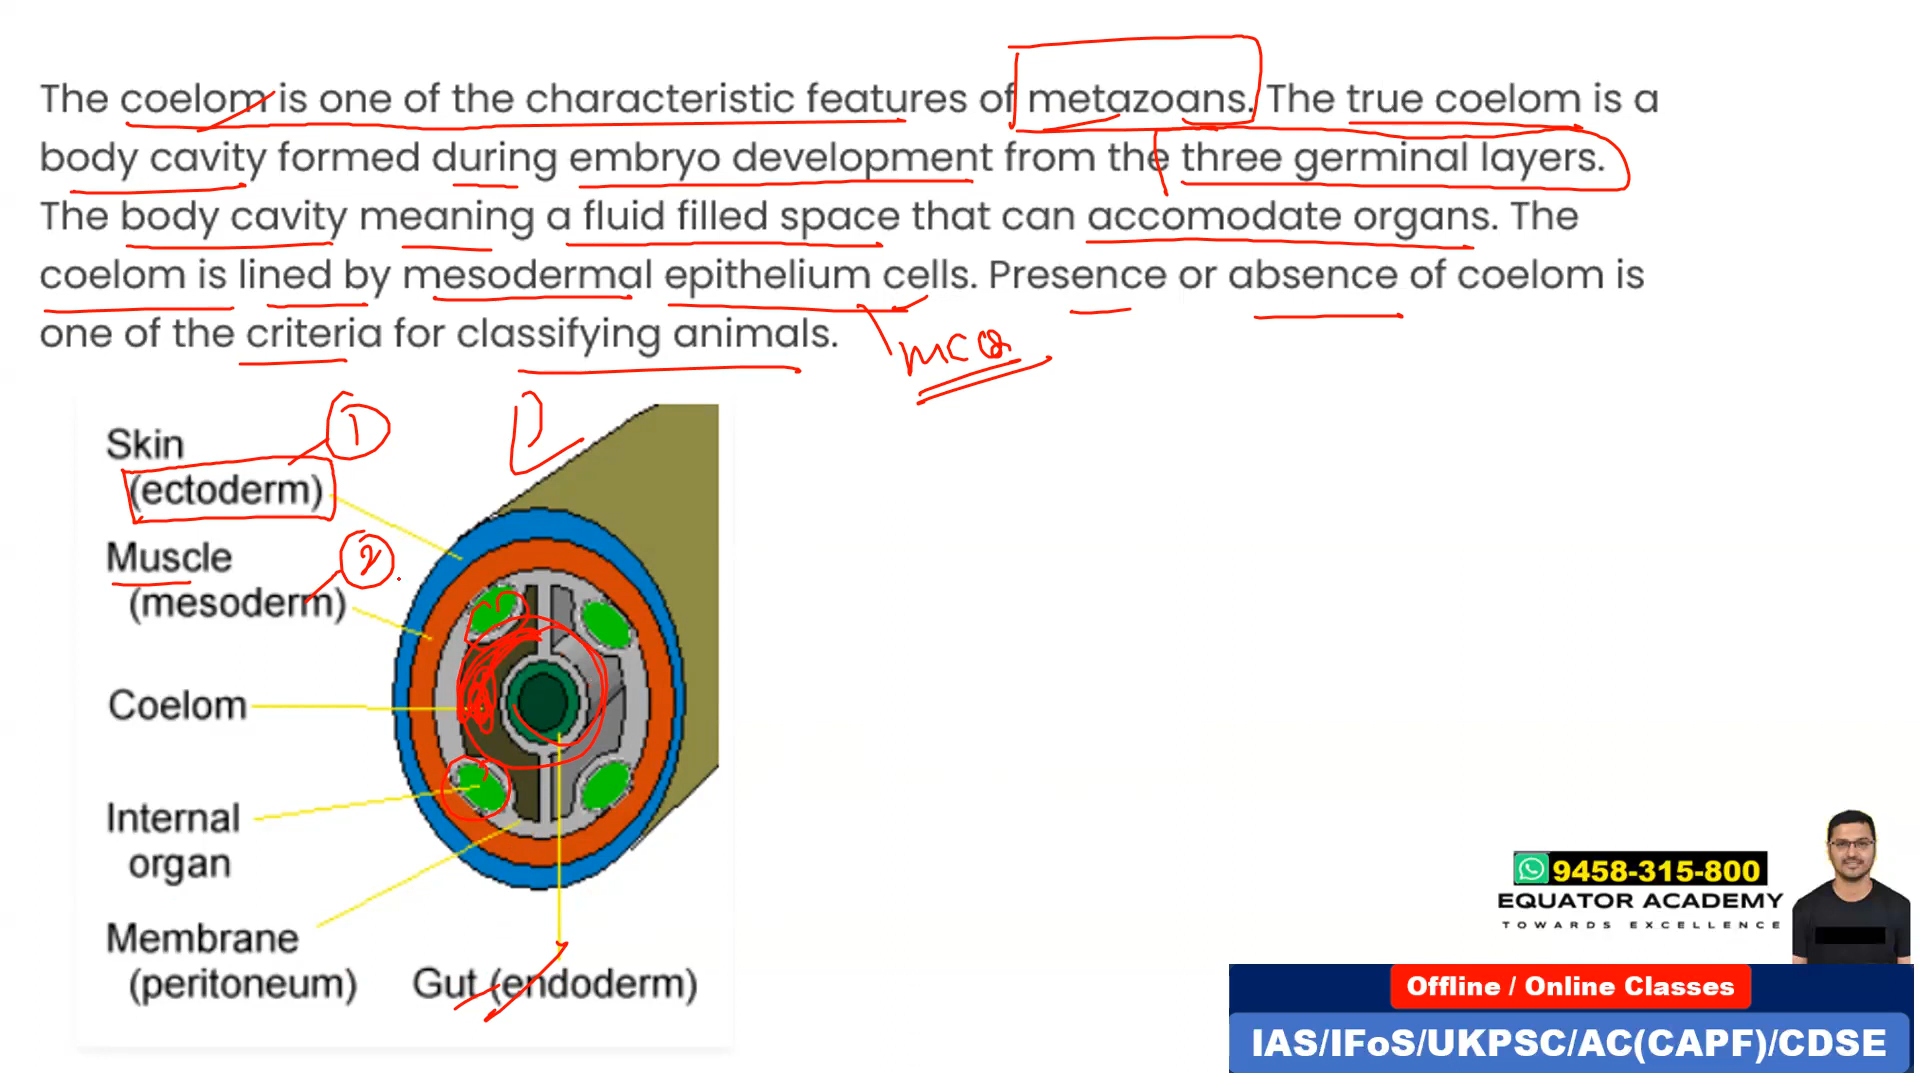 The coelom is one of the characteristic features of metazoans. The true coelom is a
body cavity formed during embryo development from the three germinal layers.
The body cavity meaning a fluid filled space that can accomodate organs. The
coelom is lined by mesodermal epithelium cells. Presence or absence of coelom is
one of the criteria for classifying animals.
MCQ
Skin
(ectoderm)
1
Muscle
(mesoderm)
2
Coelom
Internal
organ
Membrane
(peritoneum)
Gut (endoderm)
9458-315-800
EQUATOR ACADEMY
TOWARDS EXCELLENCE
Offline / Online Classes
IAS/IFoS/UKPSC/AC(CAPF)/CDSE